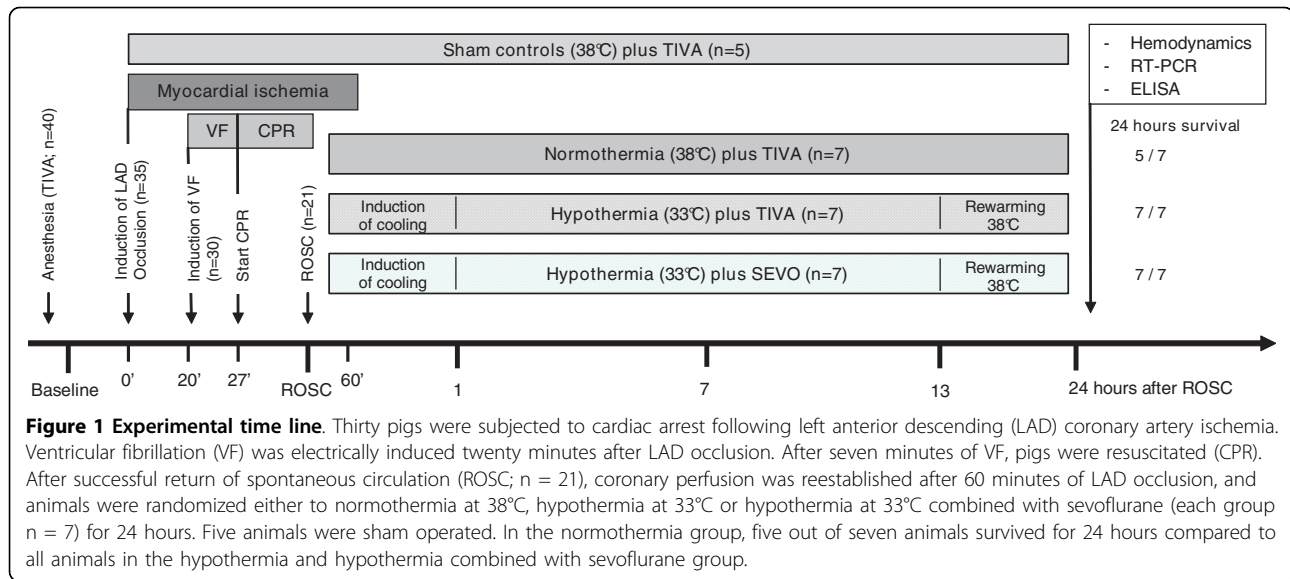 Sham controls (38°C) plus TIVA (n=5)
- Hemodynamics
- RT-PCR
- ELISA
Myocardial ischemia
VF
CPR
24 hours survival
Normothermia (38°C) plus TIVA (n=7)
5 / 7
Induction
of cooling
Hypothermia (33°C) plus TIVA (n=7)
Rewarming
38°C
7 / 7
Induction
of cooling
Hypothermia (33°C) plus SEVO (n=7)
Rewarming
38°C
7 / 7
Anesthesia (TIVA; n=40)
Induction of LAD
Occlusion (n=35)
Induction of VF
(n=30)
Start CPR
ROSC (n=21)
Baseline
0'
20'
27'
ROSC
60'
1
7
13
24 hours after ROSC
Figure 1 Experimental time line. Thirty pigs were subjected to cardiac arrest following left anterior descending (LAD) coronary artery ischemia.
Ventricular fibrillation (VF) was electrically induced twenty minutes after LAD occlusion. After seven minutes of VF, pigs were resuscitated (CPR).
After successful return of spontaneous circulation (ROSC; n = 21), coronary perfusion was reestablished after 60 minutes of LAD occlusion, and
animals were randomized either to normothermia at 38°C, hypothermia at 33°C or hypothermia at 33°C combined with sevoflurane (each group
n = 7) for 24 hours. Five animals were sham operated. In the normothermia group, five out of seven animals survived for 24 hours compared to
all animals in the hypothermia and hypothermia combined with sevoflurane group.